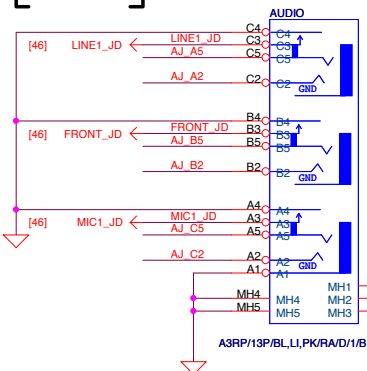 AUDIO
C4 C4
[46] LINE1_JD LINE1_JD C3 C3
AJ_A5 C5 C5
AJ_A2 C2 C2
GND
B4 B4
[46] FRONT_JD FRONT_JD B3 B3
AJ_B5 B5 B5
AJ_B2 B2 B2
GND
A4 A4
[46] MIC1_JD MIC1_JD A3 A3
AJ_C5 A5 A5
AJ_C2 A2 A2
GND
A1 A1
MH1
MH4 MH4 MH2
MH5 MH5 MH3
A3RP/13P/BL,LI,PK/RA/D/1/B